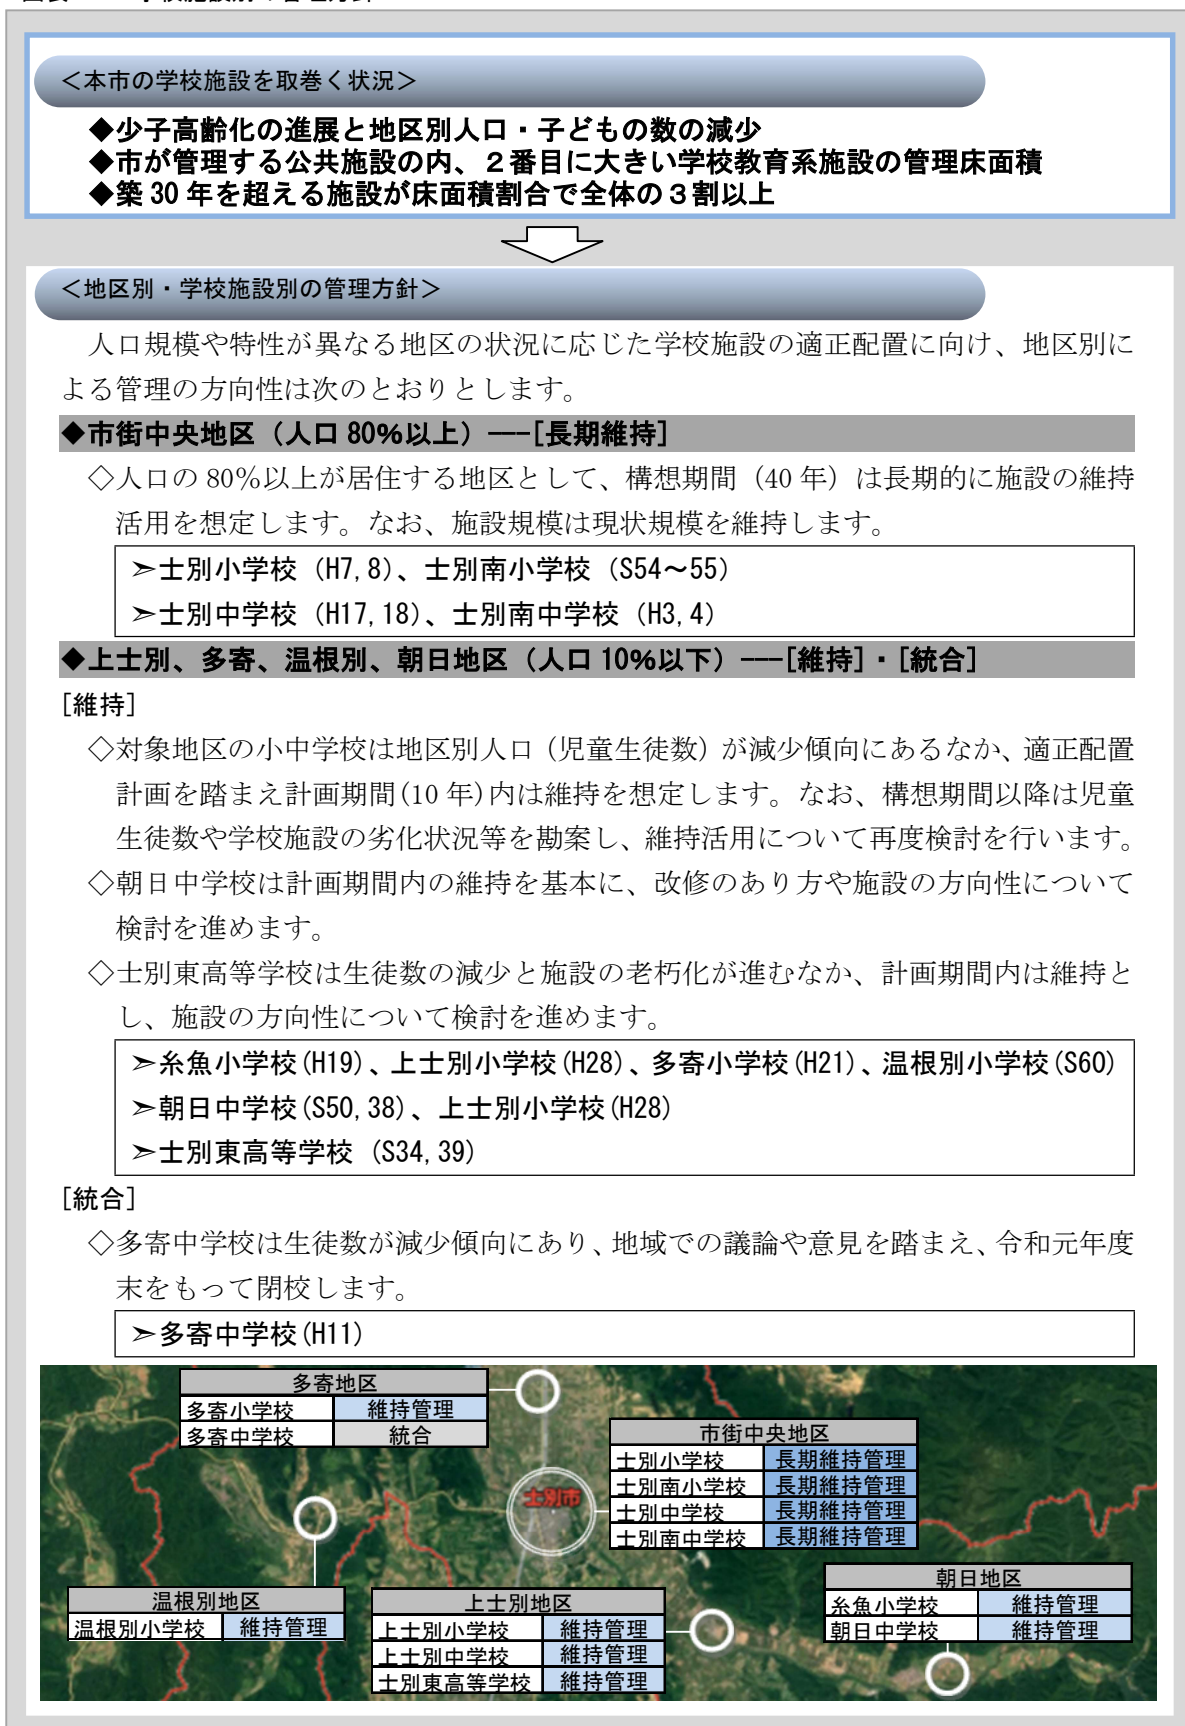 ＜本市の学校施設を取巻く状況＞
◆少子高齢化の進展と地区別人口・子どもの数の減少
◆市が管理する公共施設の内、２番目に大きい学校教育系施設の管理床面積
◆築 30 年を超える施設が床面積割合で全体の３割以上
＜地区別・学校施設別の管理方針＞
人口規模や特性が異なる地区の状況に応じた学校施設の適正配置に向け、地区別に
よる管理の方向性は次のとおりとします。
◆市街中央地区（人口 80％以上）―－[長期維持]
◇人口の 80％以上が居住する地区として、構想期間（40 年）は長期的に施設の維持
活用を想定します。なお、施設規模は現状規模を維持します。
➢士別小学校（H7,8）、士別南小学校（S54～55）
➢士別中学校（H17,18）、士別南中学校（H3,4）
◆上士別、多寄、温根別、朝日地区（人口 10％以下）―－[維持]・[統合]
[維持]
◇対象地区の小中学校は地区別人口（児童生徒数）が減少傾向にあるなか、適正配置
計画を踏まえ計画期間(10 年)内は維持を想定します。なお、構想期間以降は児童
生徒数や学校施設の劣化状況等を勘案し、維持活用について再度検討を行います。
◇朝日中学校は計画期間内の維持を基本に、改修のあり方や施設の方向性について
検討を進めます。
◇士別東高等学校は生徒数の減少と施設の老朽化が進むなか、計画期間内は維持と
し、施設の方向性について検討を進めます。
➢糸魚小学校(H19)、上士別小学校(H28)、多寄小学校(H21)、温根別小学校(S60)
➢朝日中学校(S50,38)、上士別小学校(H28)
➢士別東高等学校（S34,39）
[統合]
◇多寄中学校は生徒数が減少傾向にあり、地域での議論や意見を踏まえ、令和元年度
末をもって閉校します。
➢多寄中学校(H11)
多寄地区
多寄小学校 維持管理
多寄中学校 統合
市街中央地区
士別小学校 長期維持管理
士別南小学校 長期維持管理
士別中学校 長期維持管理
士別南中学校 長期維持管理
士別市
温根別地区
温根別小学校 維持管理
上士別地区
上士別小学校 維持管理
上士別中学校 維持管理
士別東高等学校 維持管理
朝日地区
糸魚小学校 維持管理
朝日中学校 維持管理